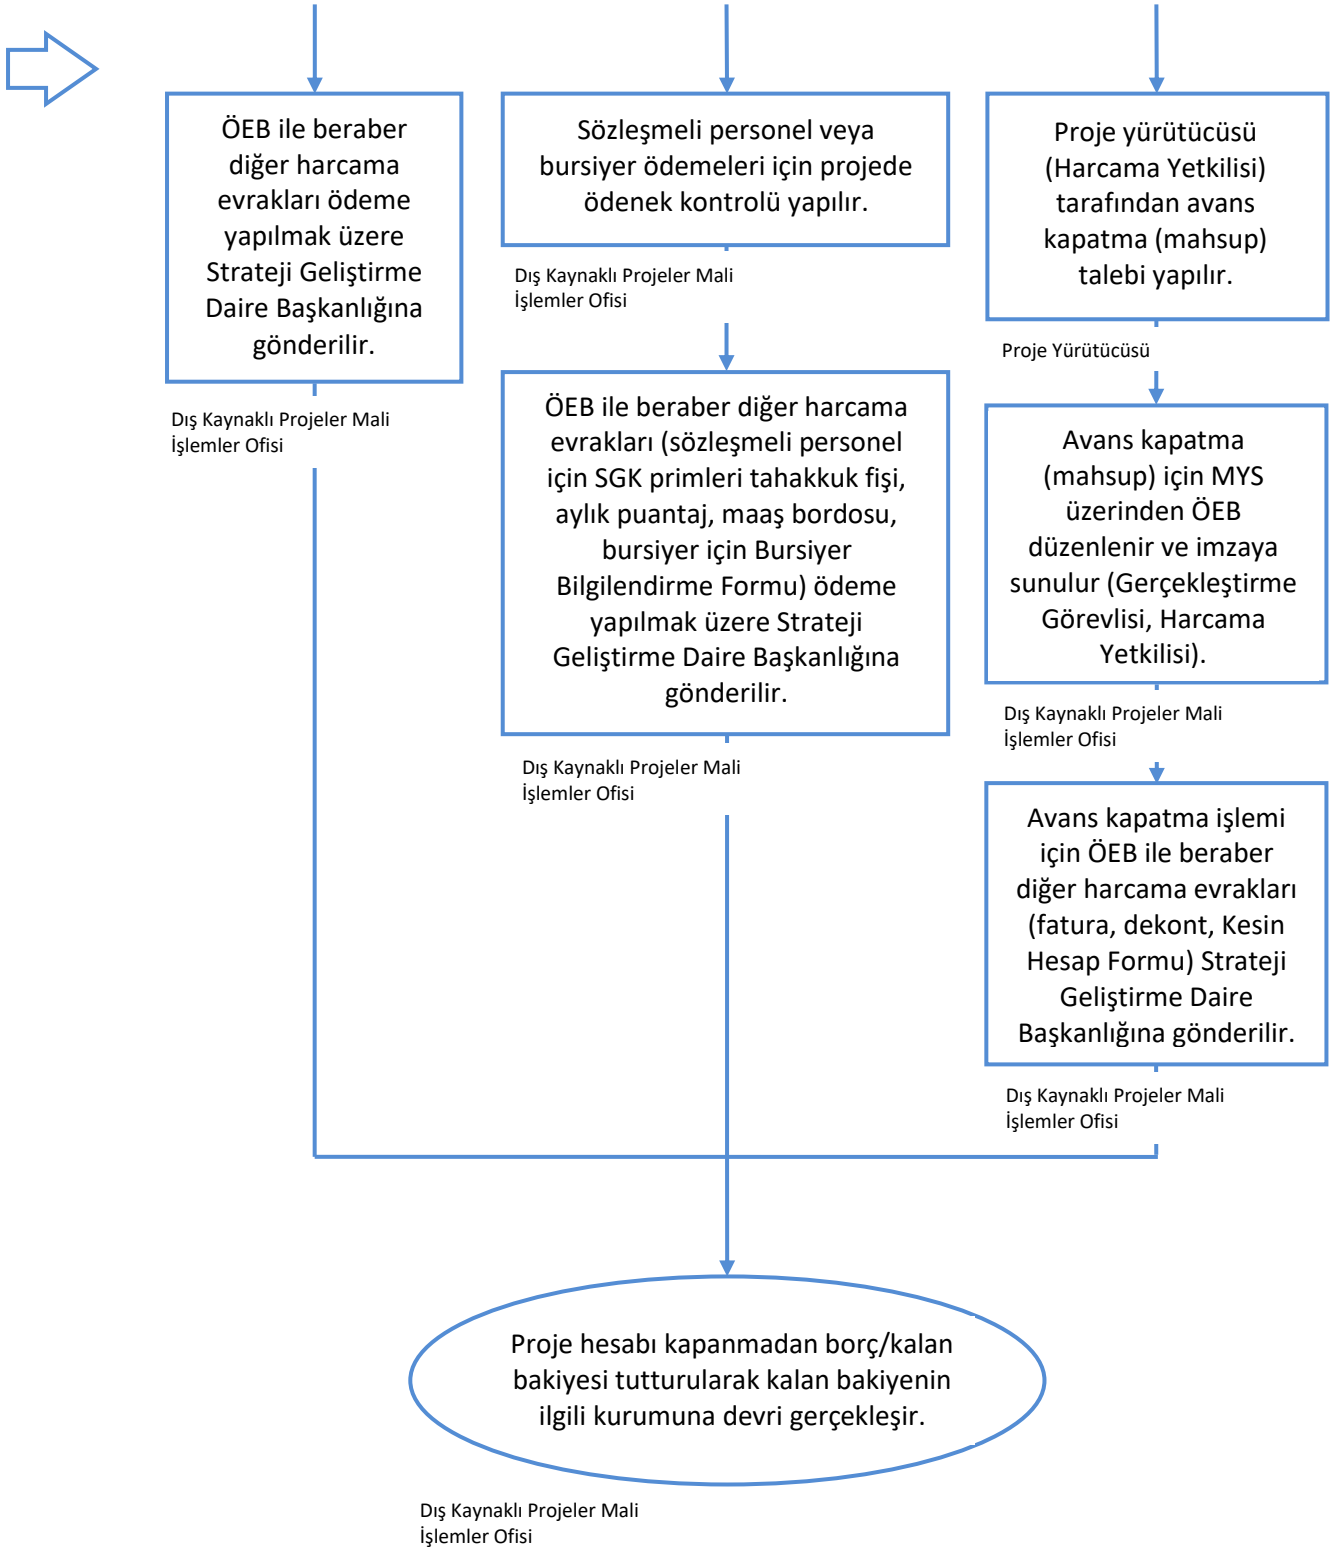 ÖEB ile beraber
diğer harcama
evrakları ödeme
yapılmak üzere
Strateji Geliştirme
Daire Başkanlığına
gönderilir.
Dış Kaynaklı Projeler Mali
İşlemler Ofisi
Sözleşmeli personel veya
bursiyer ödemeleri için projede
ödenek kontrolü yapılır.
Dış Kaynaklı Projeler Mali
İşlemler Ofisi
ÖEB ile beraber diğer harcama
evrakları (sözleşmeli personel
için SGK primleri tahakkuk fişi,
aylık puantaj, maaş bordosu,
bursiyer için Bursiyer
Bilgilendirme Formu) ödeme
yapılmak üzere Strateji
Geliştirme Daire Başkanlığına
gönderilir.
Dış Kaynaklı Projeler Mali
İşlemler Ofisi
Proje yürütücüsü
(Harcama Yetkilisi)
tarafından avans
kapatma (mahsup)
talebi yapılır.
Proje Yürütücüsü
Avans kapatma
(mahsup) için MYS
üzerinden ÖEB
düzenlenir ve imzaya
sunulur (Gerçekleştirme
Görevlisi, Harcama
Yetkilisi).
Dış Kaynaklı Projeler Mali
İşlemler Ofisi
Avans kapatma işlemi
için ÖEB ile beraber
diğer harcama evrakları
(fatura, dekont, Kesin
Hesap Formu) Strateji
Geliştirme Daire
Başkanlığına gönderilir.
Dış Kaynaklı Projeler Mali
İşlemler Ofisi
Proje hesabı kapanmadan borç/kalan
bakiyesi tutturularak kalan bakiyenin
ilgili kurumuna devri gerçekleşir.
Dış Kaynaklı Projeler Mali
İşlemler Ofisi